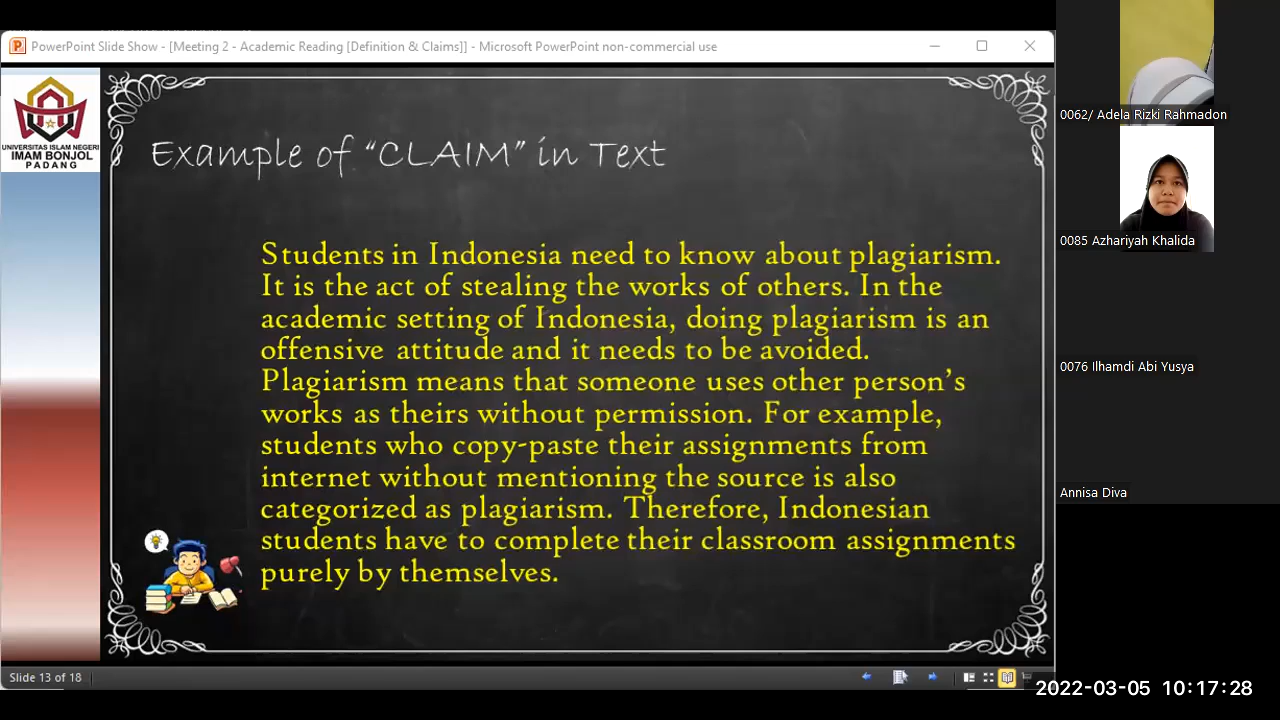 PowerPoint Slide Show - [Meeting 2 - Academic Reading [Definition & Claims]] - Microsoft PowerPoint non-commercial use
UNIVERSITAS ISLAM NEGERI
IMAM BONJOL
PADANG
Example of “CLAIM” in Text
Students in Indonesia need to know about plagiarism.
It is the act of stealing the works of others. In the
academic setting of Indonesia, doing plagiarism is an
offensive attitude and it needs to be avoided.
Plagiarism means that someone uses other person’s
works as theirs without permission. For example,
students who copy-paste their assignments from
internet without mentioning the source is also
categorized as plagiarism. Therefore, Indonesian
students have to complete their classroom assignments
purely by themselves.
Slide 13 of 18
0062/ Adela Rizki Rahmadon
0085 Azhariyah Khalida
0076 Ilhamdi Abi Yusya
Annisa Diva
2022-03-05 10:17:28